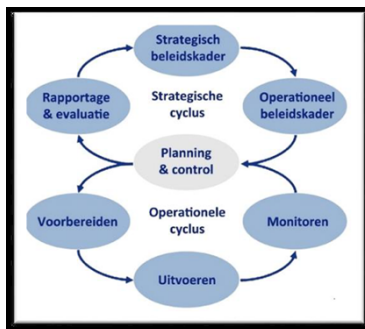 Strategisch
beleidskader
Rapportage
& evaluatie
Strategische
cyclus
Operationeel
beleidskader
Planning
& control
Voorbereiden
Operationele
cyclus
Monitoren
Uitvoeren